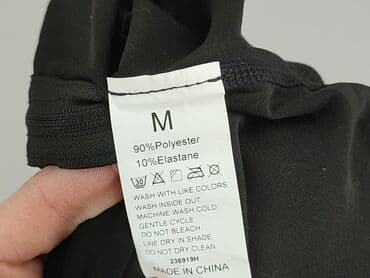 M
90%Polyester
10%Elastane
WASH WITH LIKE COLORS
WASH INSIDE OUT
MACHINE WASH COLD
GENTLE CYCLE
DO NOT BLEACH
LINE DRY IN SHADE
DO NOT DRY CLEAN
238919H
MADE IN CHINA